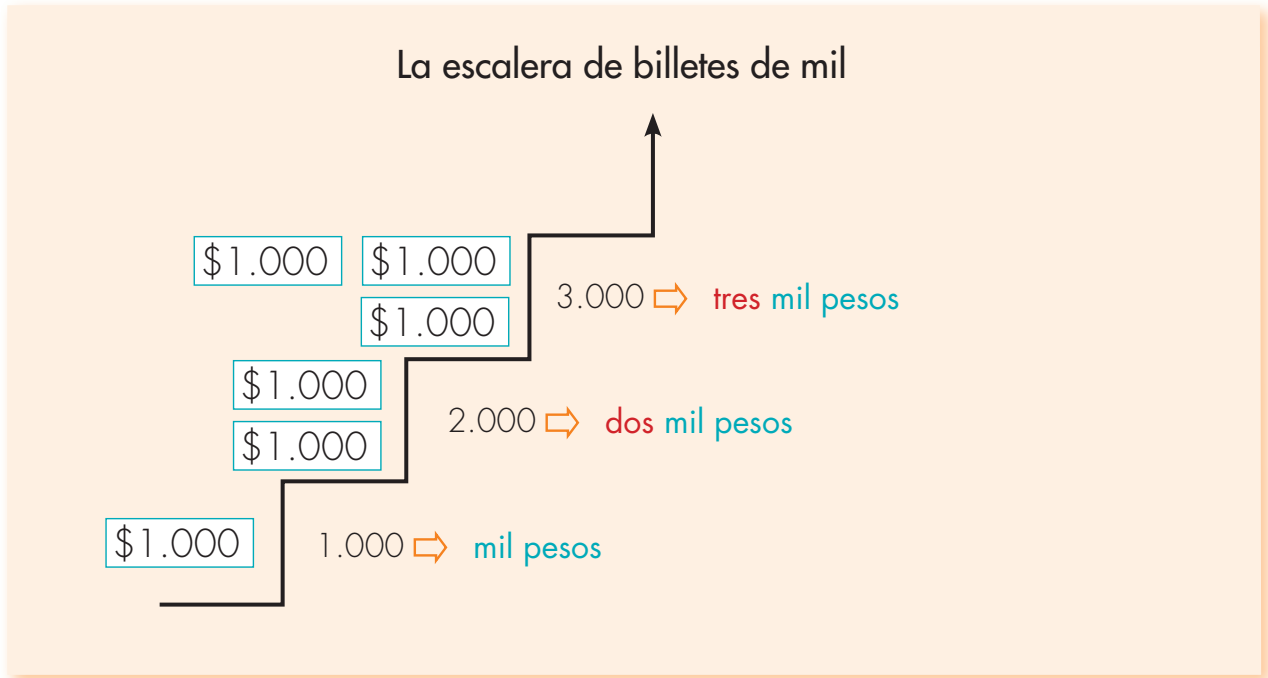 La escalera de billetes de mil
$1.000 $1.000
$1.000
3.000 ⇨ tres mil pesos
$1.000
$1.000
2.000 ⇨ dos mil pesos
$1.000
1.000 ⇨ mil pesos